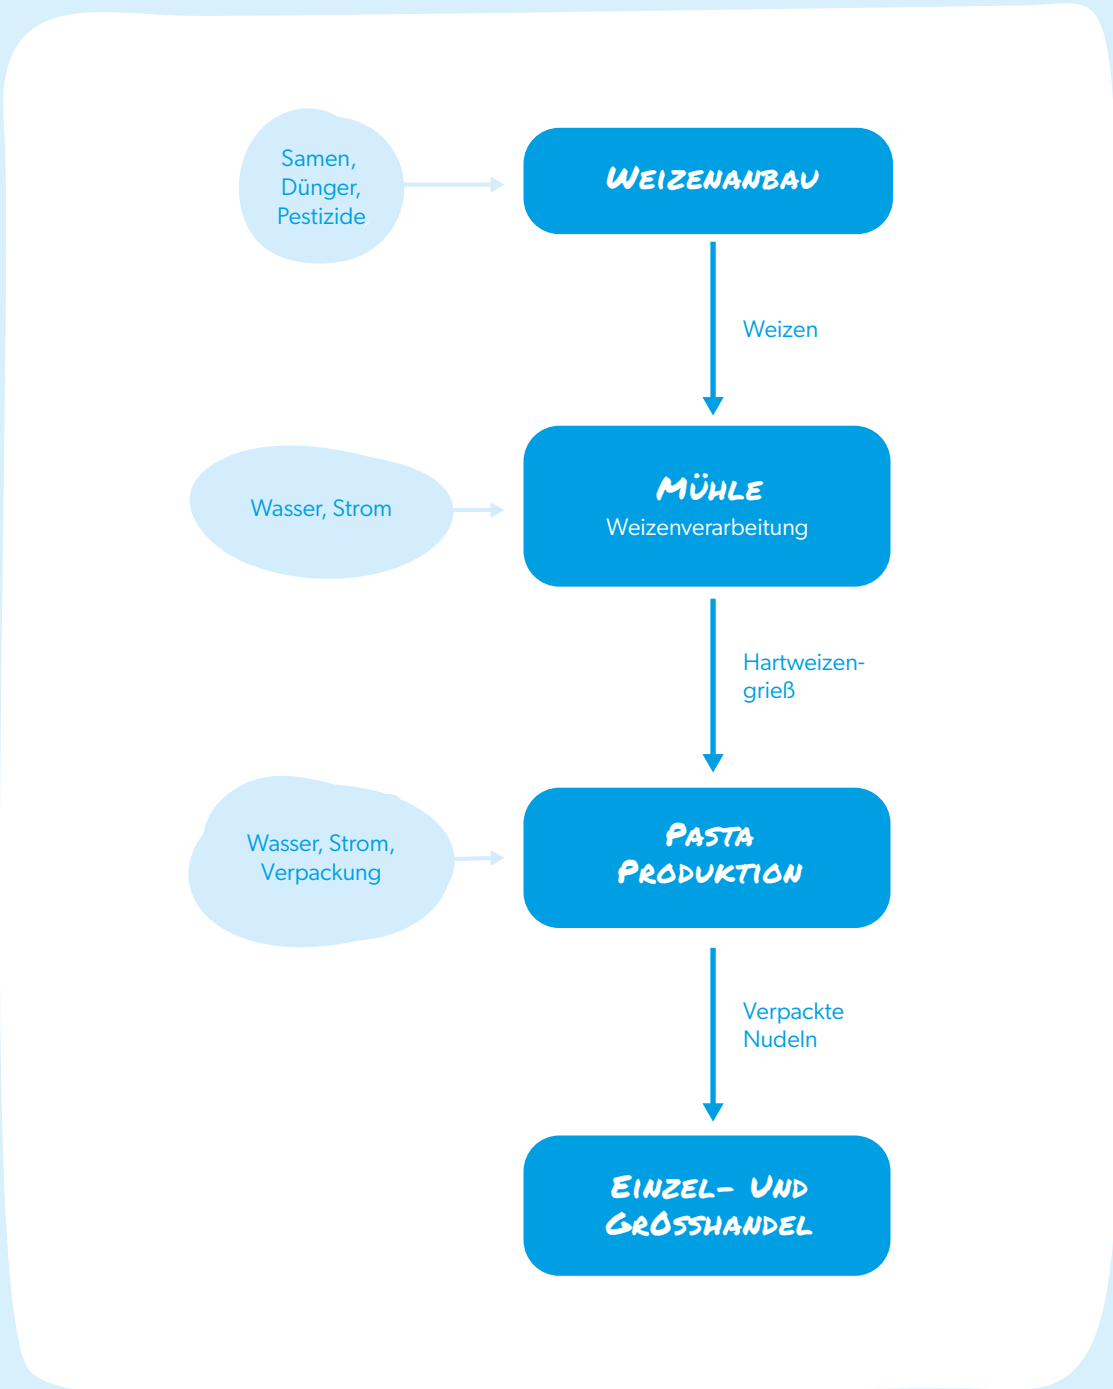 Samen,
Dünger,
Pestizide
WEIZENANBAU
Weizen
Wasser, Strom
MÜHLE
Weizenverarbeitung
Hartweizen-
grieß
Wasser, Strom,
Verpackung
PASTA
PRODUKTION
Verpackte
Nudeln
EINZEL- UND
GROSSHANDEL